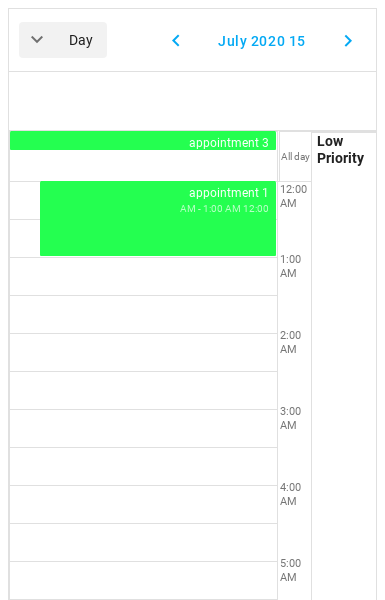 Day
July 2020 15
appointment 3
All day
Low
Priority
appointment 1
AM - 1:00 AM 12:00
12:00
AM
1:00
AM
2:00
AM
3:00
AM
4:00
AM
5:00
AM